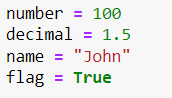 number = 100
decimal = 1.5
name = "John"
flag = True